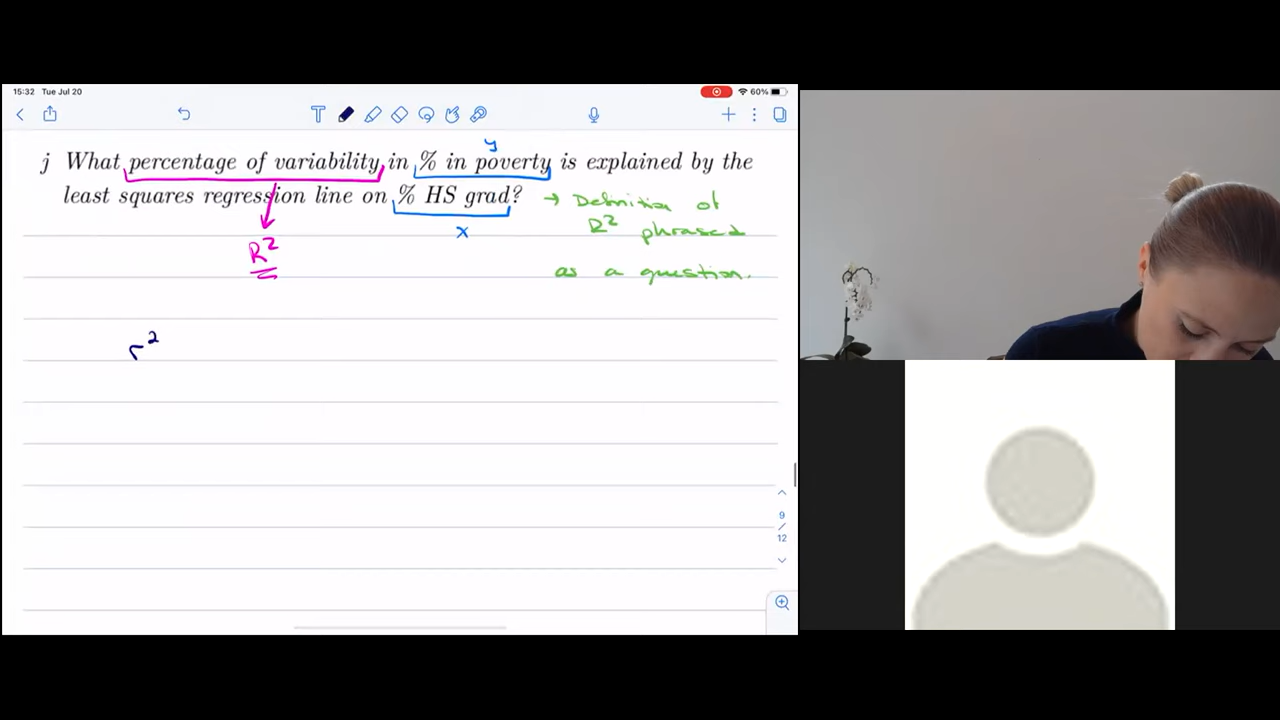 15:32 Tue Jul 20
60%
T
y
j What percentage of variability in % in poverty is explained by the
least squares regression line on % HS grad?
→ Definition of
R² phrased
as a question.
x
R²
r²
9
/
12